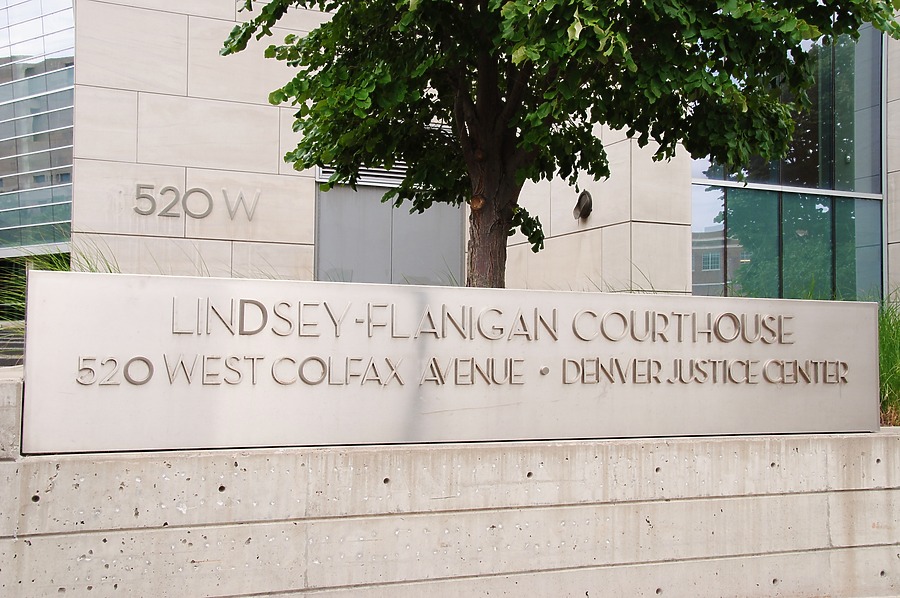 520 W
LINDSEY-FLANIGAN COURTHOUSE
520 WEST COLFAX AVENUE • DENVER JUSTICE CENTER